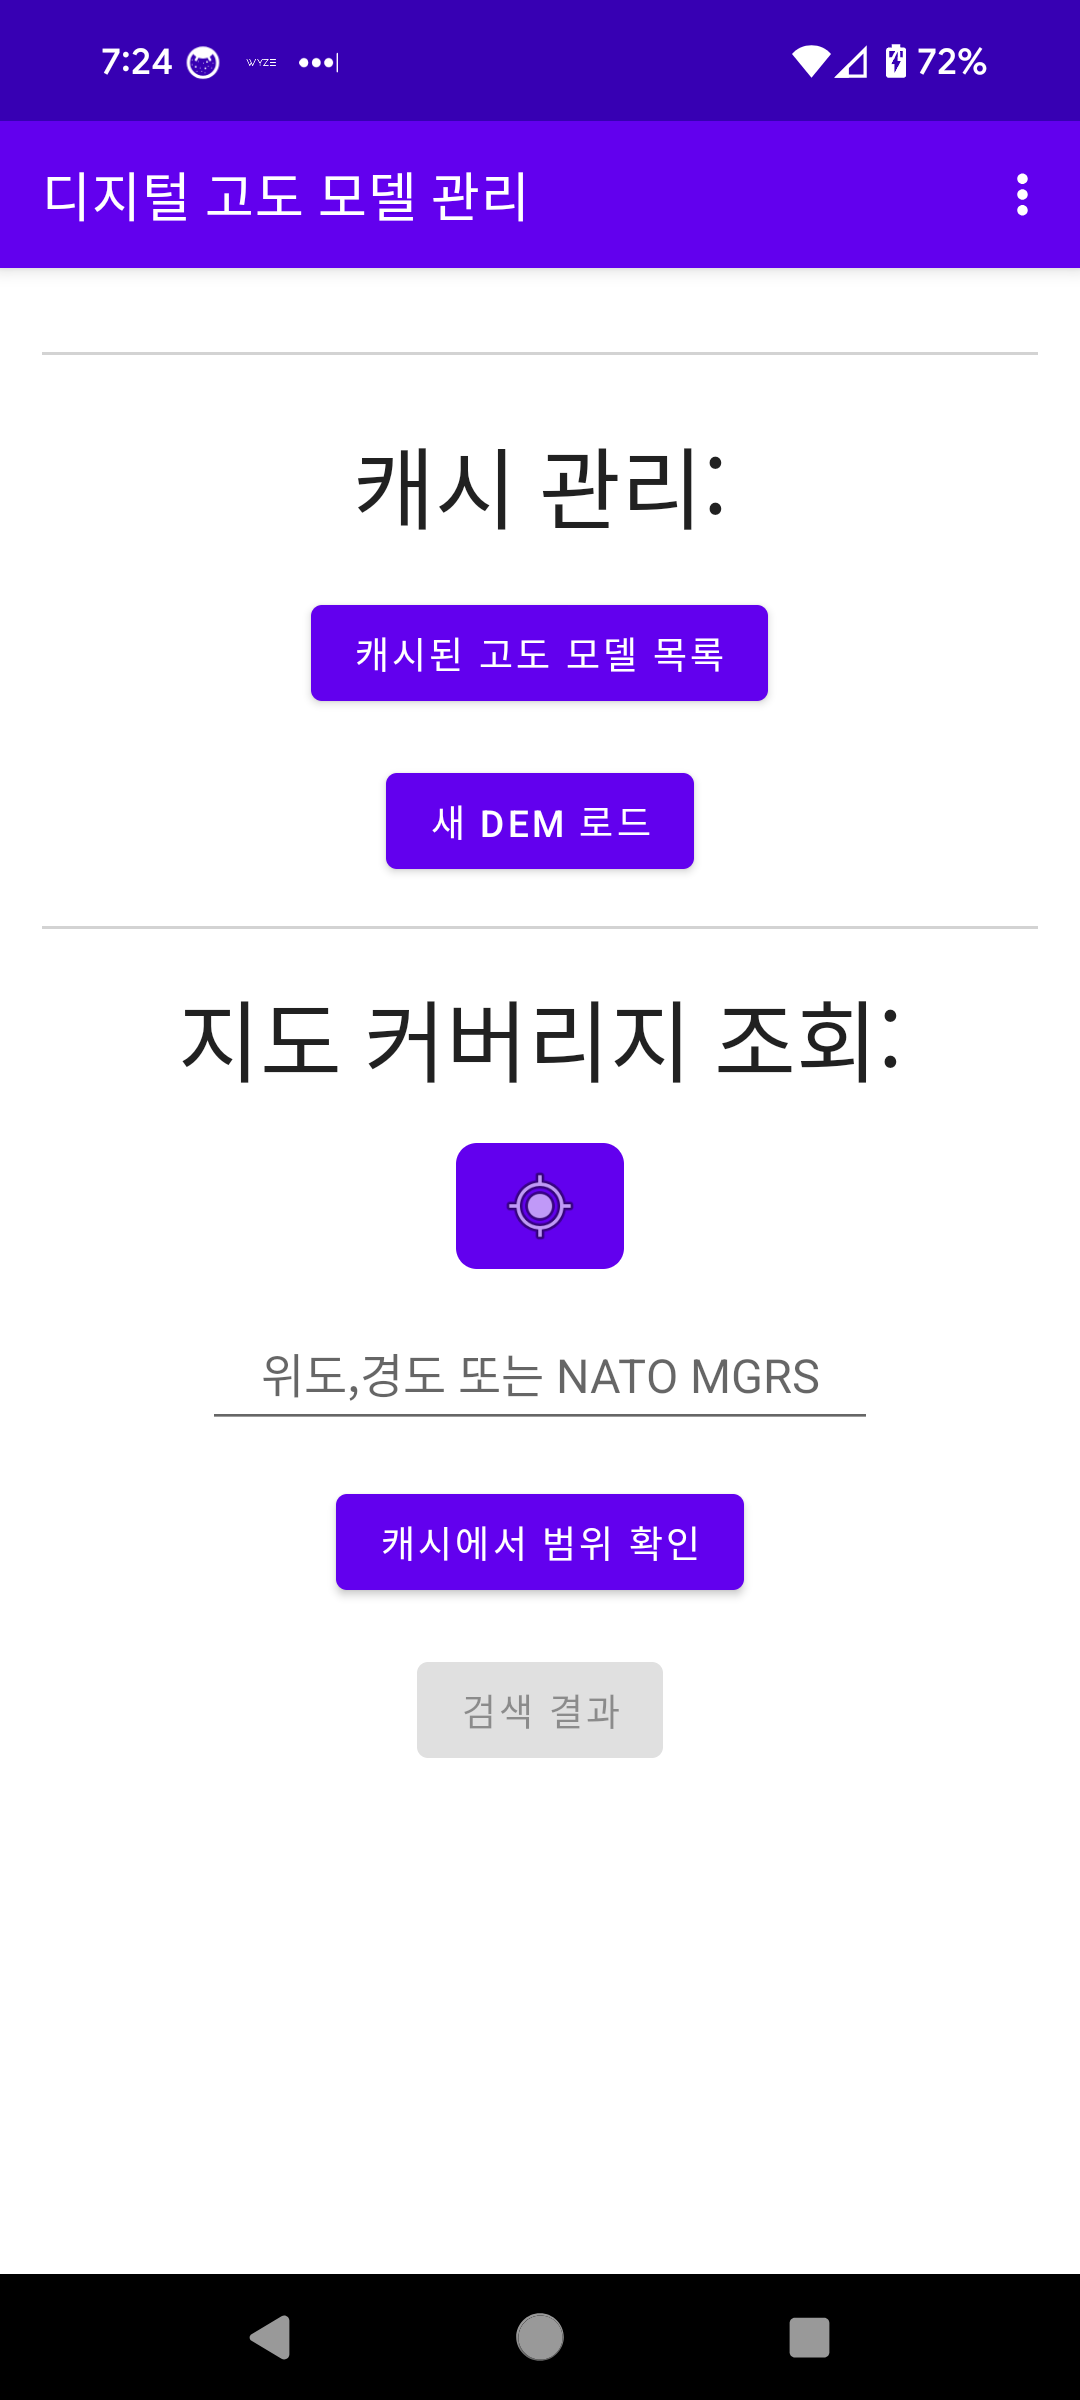 7:24 WYZE 72%
디지털 고도 모델 관리
캐시 관리:
캐시된 고도 모델 목록
새 DEM 로드
지도 커버리지 조회:
위도,경도 또는 NATO MGRS
캐시에서 범위 확인
검색 결과